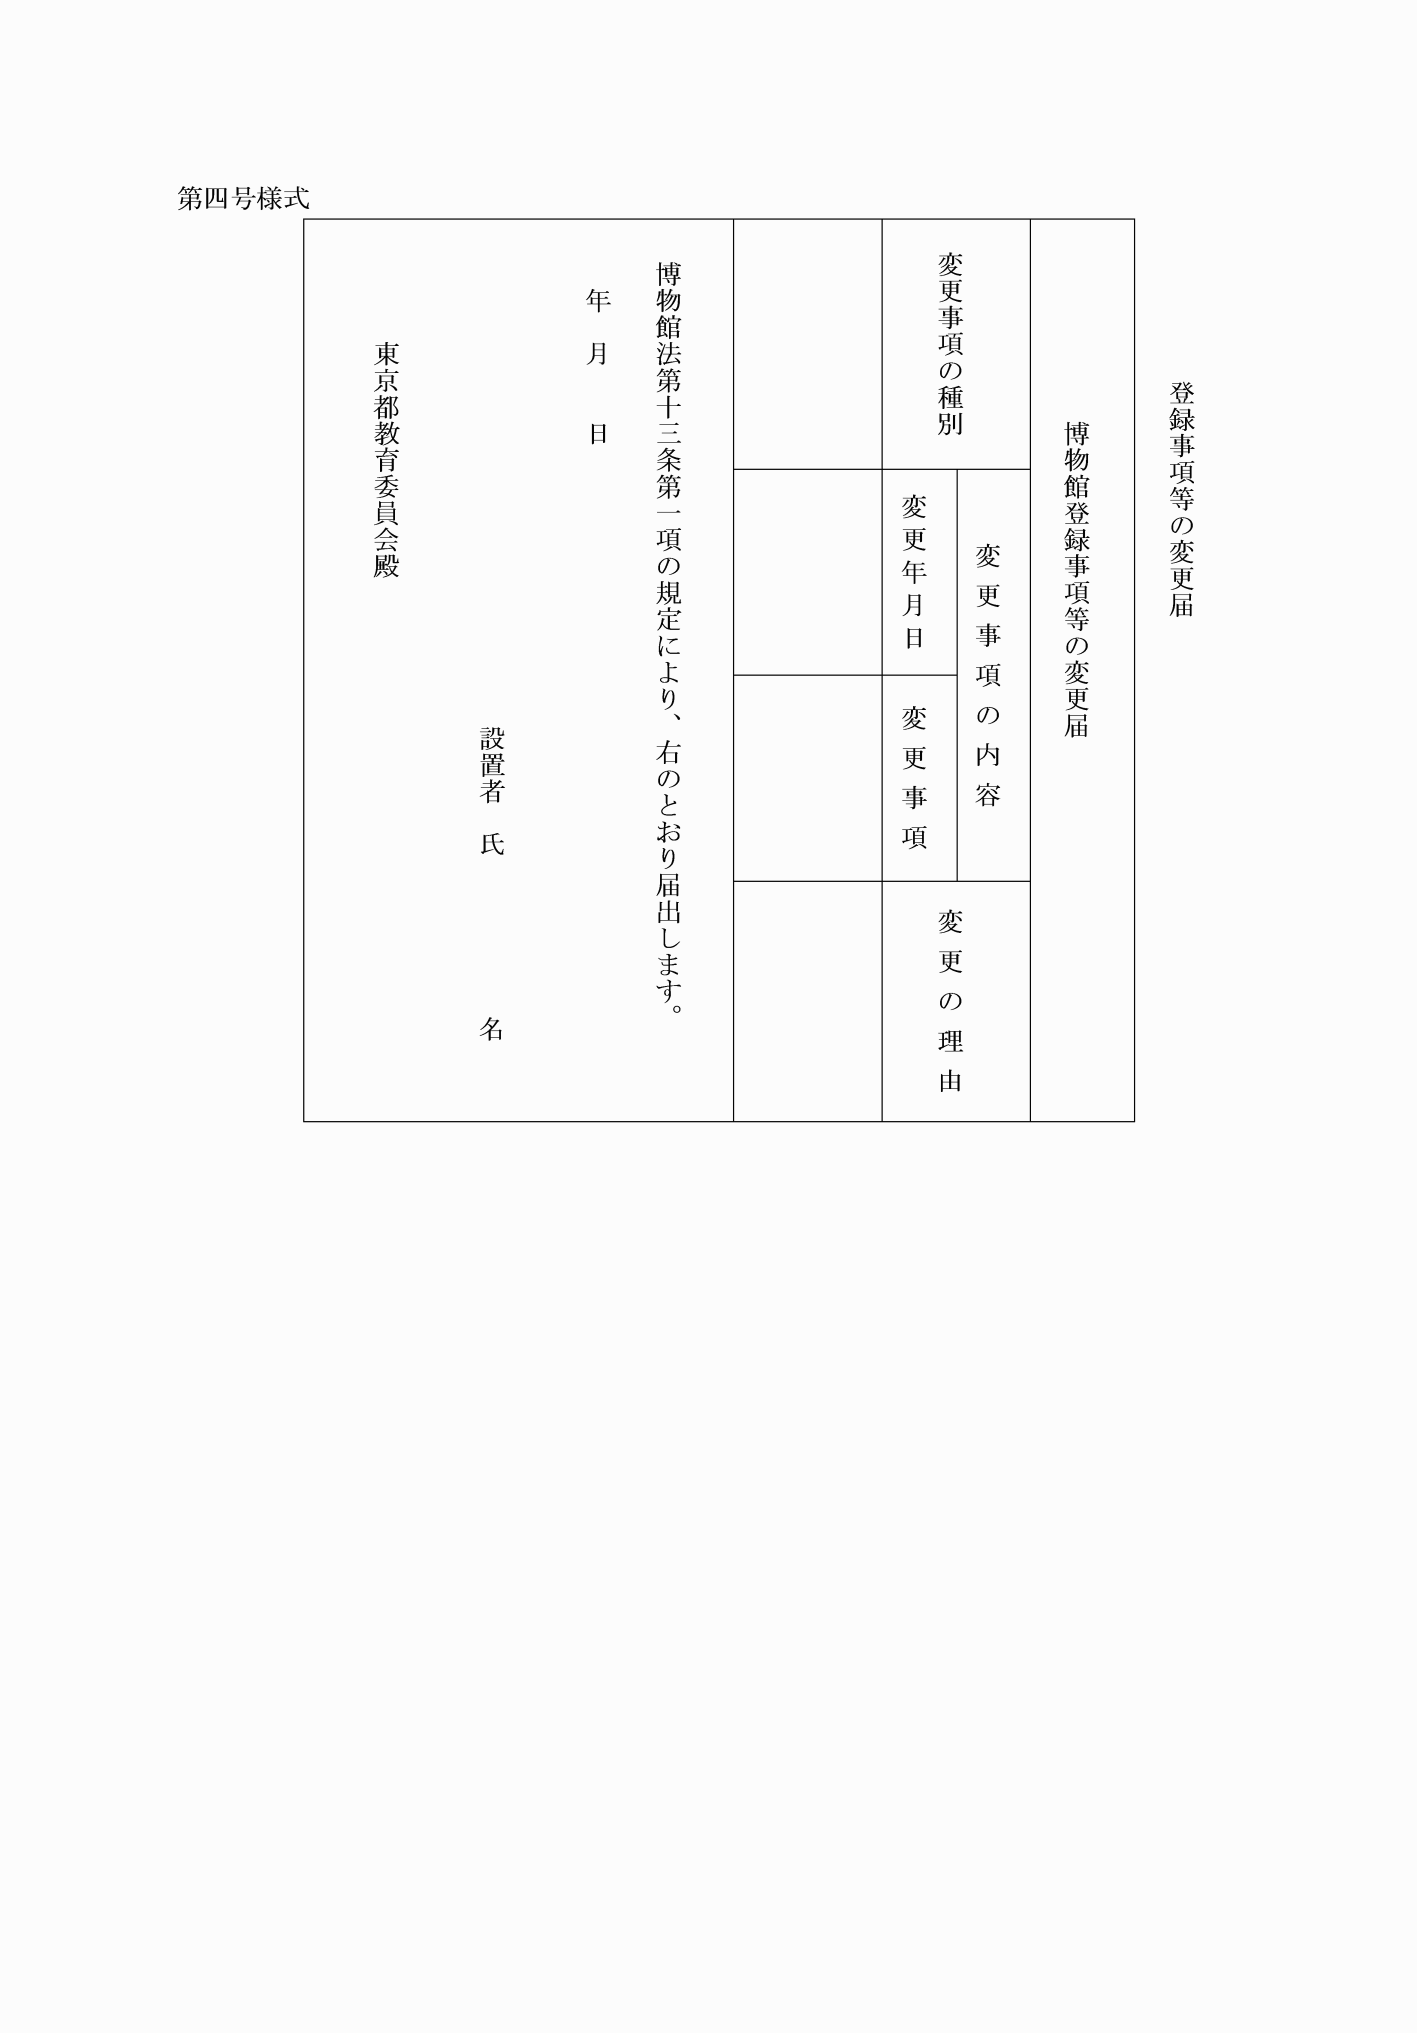 第四号様式
登録事項等の変更届
博物館登録事項等の変更届
変更事項の種別
変更事項の内容
変更年月日
変更事項
変更の理由
博物館法第十三条第一項の規定により、右のとおり届出します。
年　月　　日
設置者　氏　　　　　　名
東京都教育委員会殿